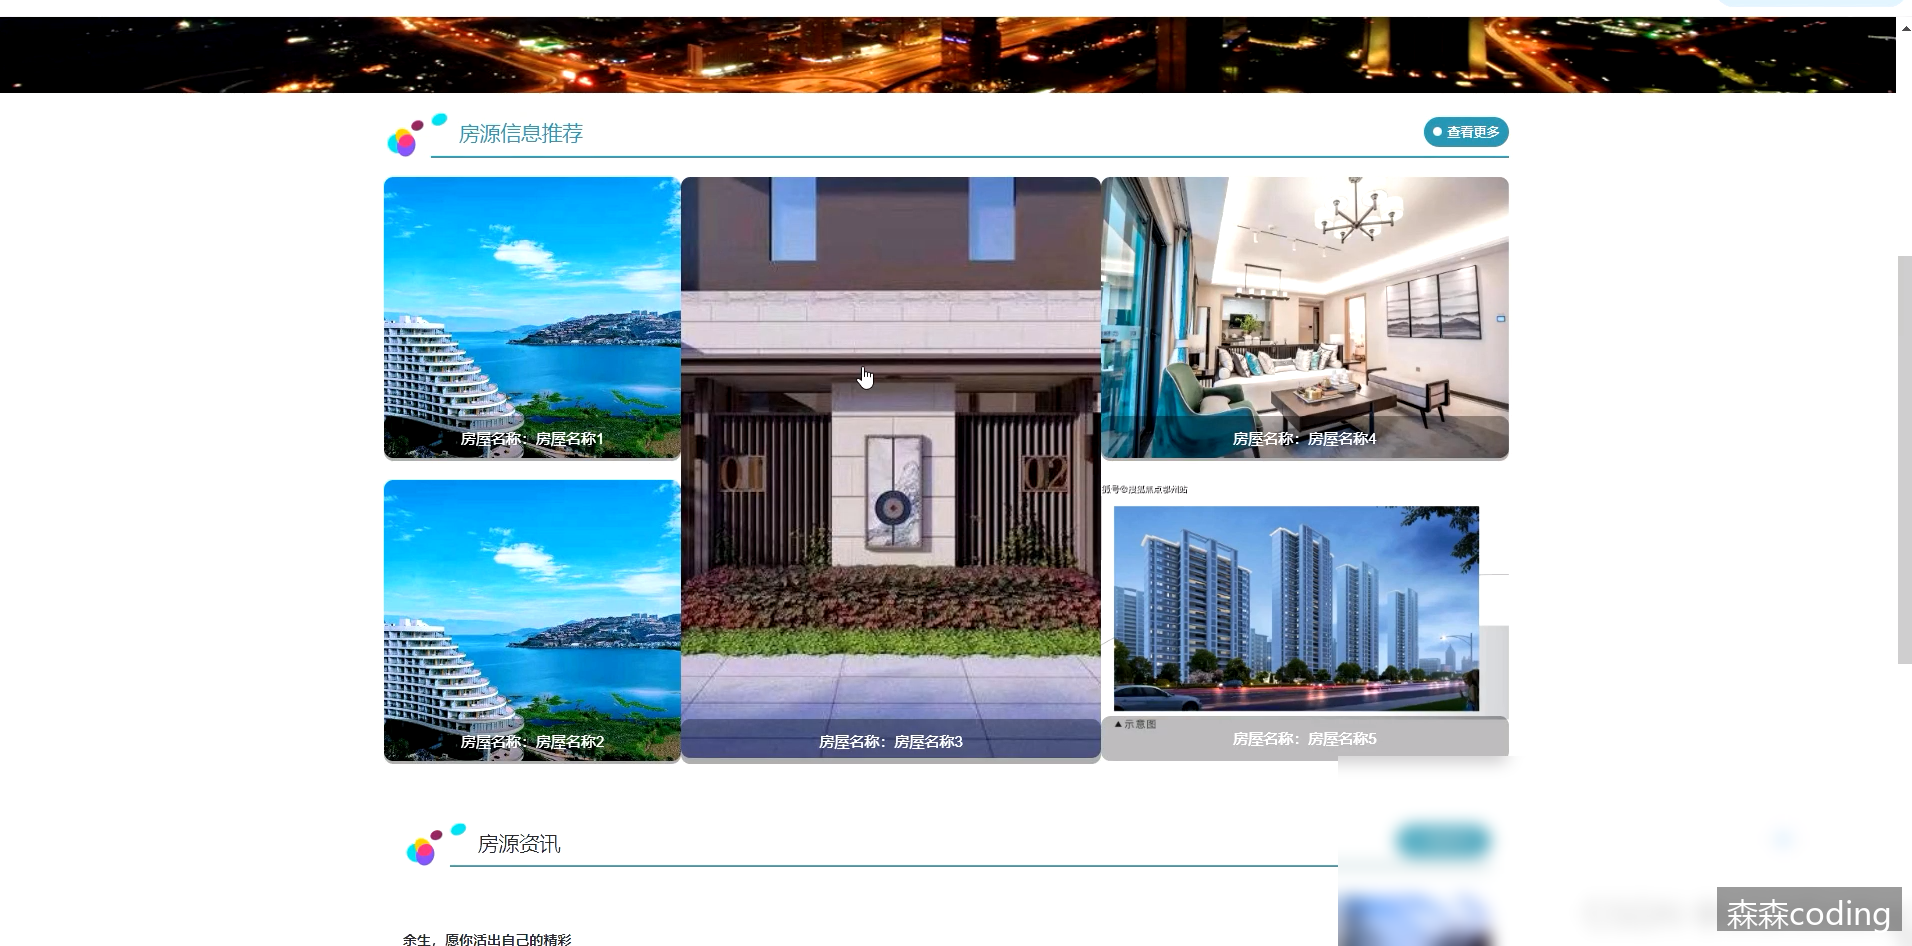 房源信息推荐
查看更多
房屋名称：房屋名称1
01
02
房屋名称：房屋名称4
房屋名称：房屋名称2
房屋名称：房屋名称3
▲示意图
房屋名称：房屋名称5
房源资讯
余生，愿你活出自己的精彩
森森coding